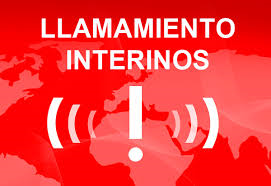 LLAMAMIENTO
INTERINOS
((( ! )))